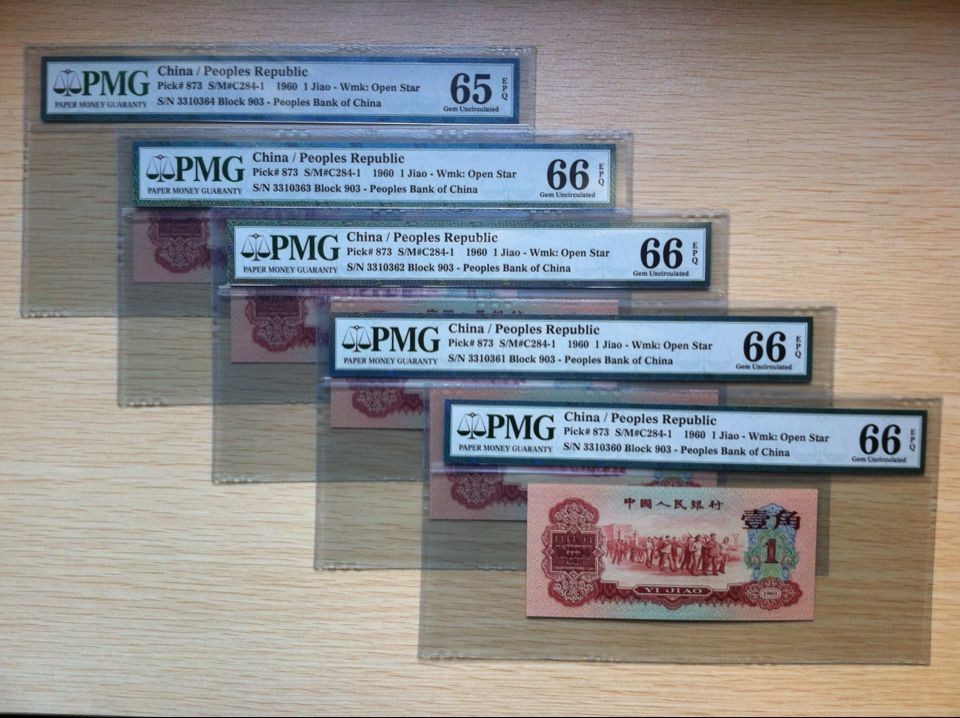 PMG
PAPER MONEY GUARANTY
China / Peoples Republic
Pick# 873 S/M#C284-1 1960 1 Jiao - Wmk: Open Star
S/N 3310364 Block 903 - Peoples Bank of China
65
EPQ
Gem Uncirculated
PMG
PAPER MONEY GUARANTY
China / Peoples Republic
Pick# 873 S/M#C284-1 1960 1 Jiao - Wmk: Open Star
S/N 3310363 Block 903 - Peoples Bank of China
66
EPQ
Gem Uncirculated
PMG
PAPER MONEY GUARANTY
China / Peoples Republic
Pick# 873 S/M#C284-1 1960 1 Jiao - Wmk: Open Star
S/N 3310362 Block 903 - Peoples Bank of China
66
EPQ
Gem Uncirculated
PMG
PAPER MONEY GUARANTY
China / Peoples Republic
Pick# 873 S/M#C284-1 1960 1 Jiao - Wmk: Open Star
S/N 3310361 Block 903 - Peoples Bank of China
66
EPQ
Gem Uncirculated
PMG
PAPER MONEY GUARANTY
China / Peoples Republic
Pick# 873 S/M#C284-1 1960 1 Jiao - Wmk: Open Star
S/N 3310360 Block 903 - Peoples Bank of China
66
EPQ
Gem Uncirculated
中國人民銀行
壹角
1
YI JIAO
1960